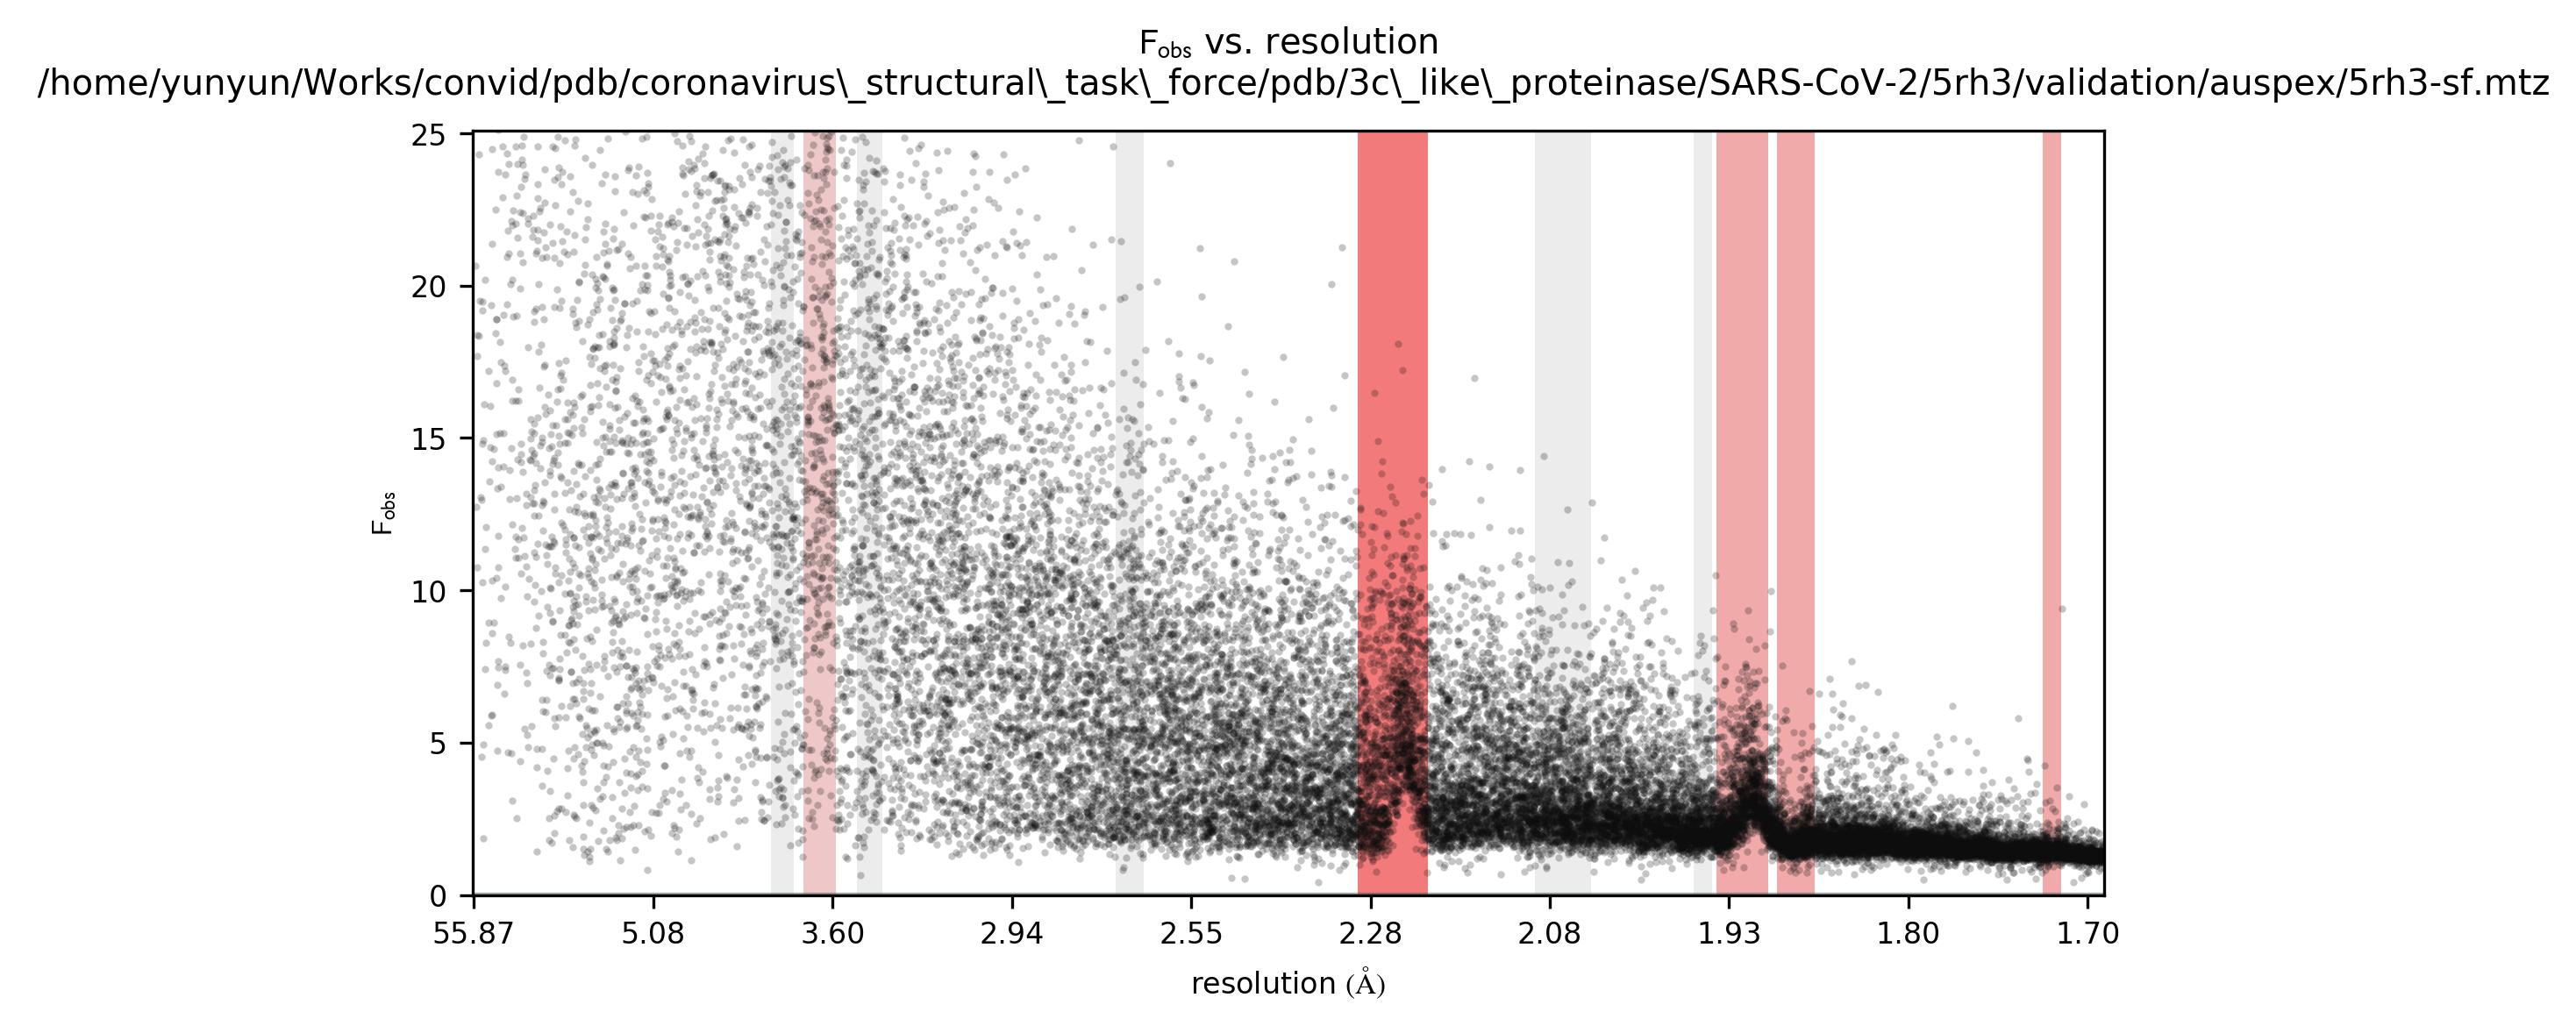 Fobs vs. resolution
/home/yunyun/Works/convid/pdb/coronavirus\_structural\_task\_force/pdb/3c\_like\_proteinase/SARS-CoV-2/5rh3/validation/auspex/5rh3-sf.mtz
25
20
15
10
5
0
Fobs
55.87 5.08 3.60 2.94 2.55 2.28 2.08 1.93 1.80 1.70
resolution (Å)